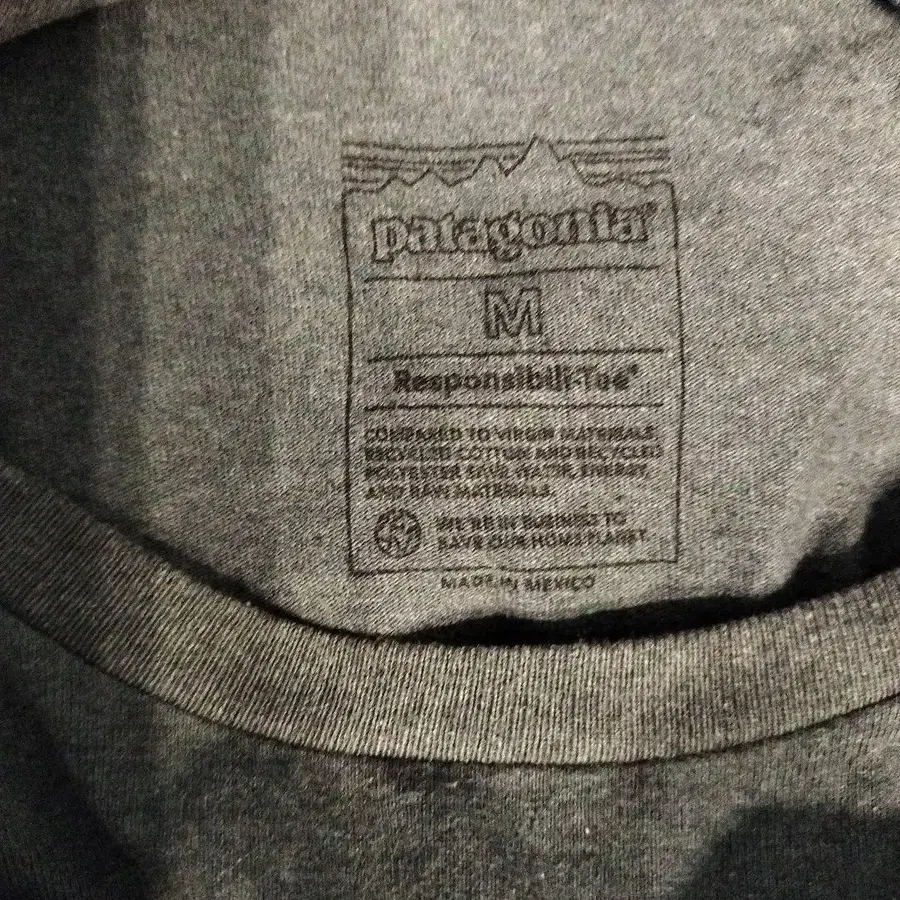 patagonia®
M
Responsibili-Tee®
COMPARED TO VIRGIN MATERIALS,
RECYCLED COTTON AND RECYCLED
POLYESTER SAVE WATER, ENERGY
AND RAW MATERIALS.
WE'RE IN BUSINESS TO
SAVE OUR HOME PLANET.
MADE IN MEXICO